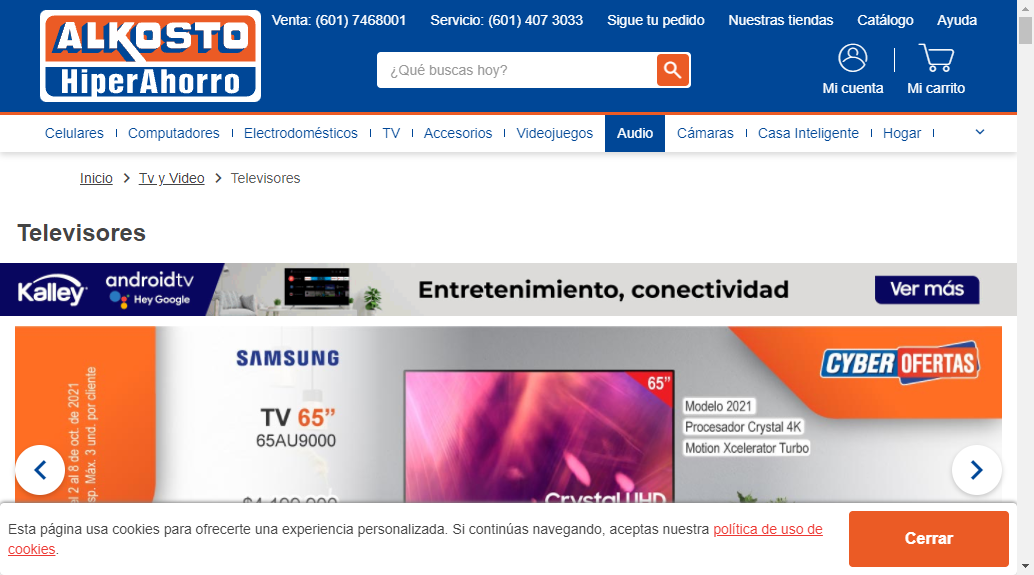 ALKOSTO
HiperAhorro
Venta: (601) 7468001
Servicio: (601) 407 3033
Sigue tu pedido
Nuestras tiendas
Catálogo
Ayuda
¿Qué buscas hoy?
Mi cuenta
Mi carrito
Celulares
Computadores
Electrodomésticos
TV
Accesorios
Videojuegos
Audio
Cámaras
Casa Inteligente
Hogar
Inicio > Tv y Video > Televisores
Televisores
Kalley
androidtv
Hey Google
Entretenimiento, conectividad
Ver más
el 2 al 8 de oct. de 2021
sp. Máx: 3 und. por cliente
SAMSUNG
TV 65”
65AU9000
65”
Crystal UHD
CYBER OFERTAS
Modelo 2021
Procesador Crystal 4K
Motion Xcelerator Turbo
Esta página usa cookies para ofrecerte una experiencia personalizada. Si continúas navegando, aceptas nuestra política de uso de
cookies.
Cerrar